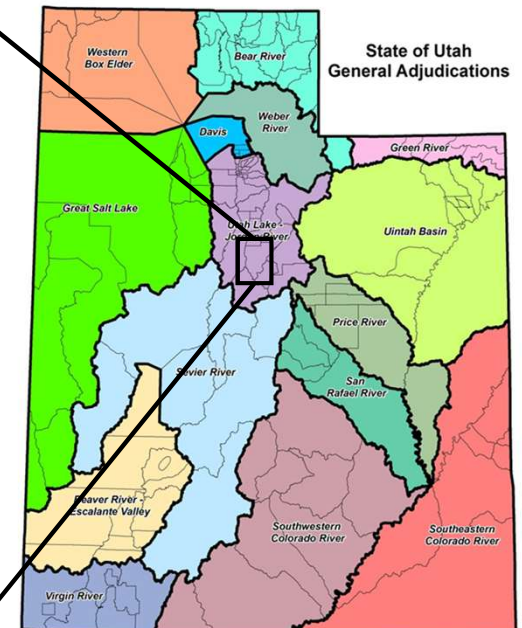 State of Utah
General Adjudications
Western
Box Elder
Bear River
Weber
River
Davis
Green River
Great Salt Lake
Utah Lake -
Jordan River
Uintah Basin
Price River
Sevier River
San
Rafael River
Beaver River -
Escalante Valley
Southwestern
Colorado River
Southeastern
Colorado River
Virgin River